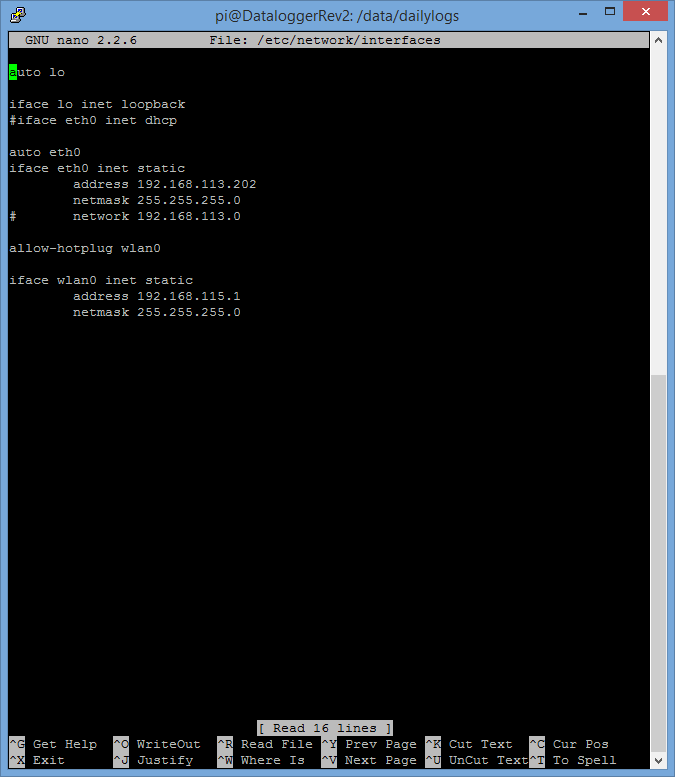 pi@DataloggerRev2: /data/dailylogs
GNU nano 2.2.6         File: /etc/network/interfaces
auto lo
iface lo inet loopback
#iface eth0 inet dhcp
auto eth0
iface eth0 inet static
        address 192.168.113.202
        netmask 255.255.255.0
#       network 192.168.113.0
allow-hotplug wlan0
iface wlan0 inet static
        address 192.168.115.1
        netmask 255.255.255.0
[ Read 16 lines ]
^G Get Help  ^O WriteOut  ^R Read File ^Y Prev Page ^K Cut Text  ^C Cur Pos
^X Exit      ^J Justify   ^W Where Is  ^V Next Page ^U UnCut Text^T To Spell